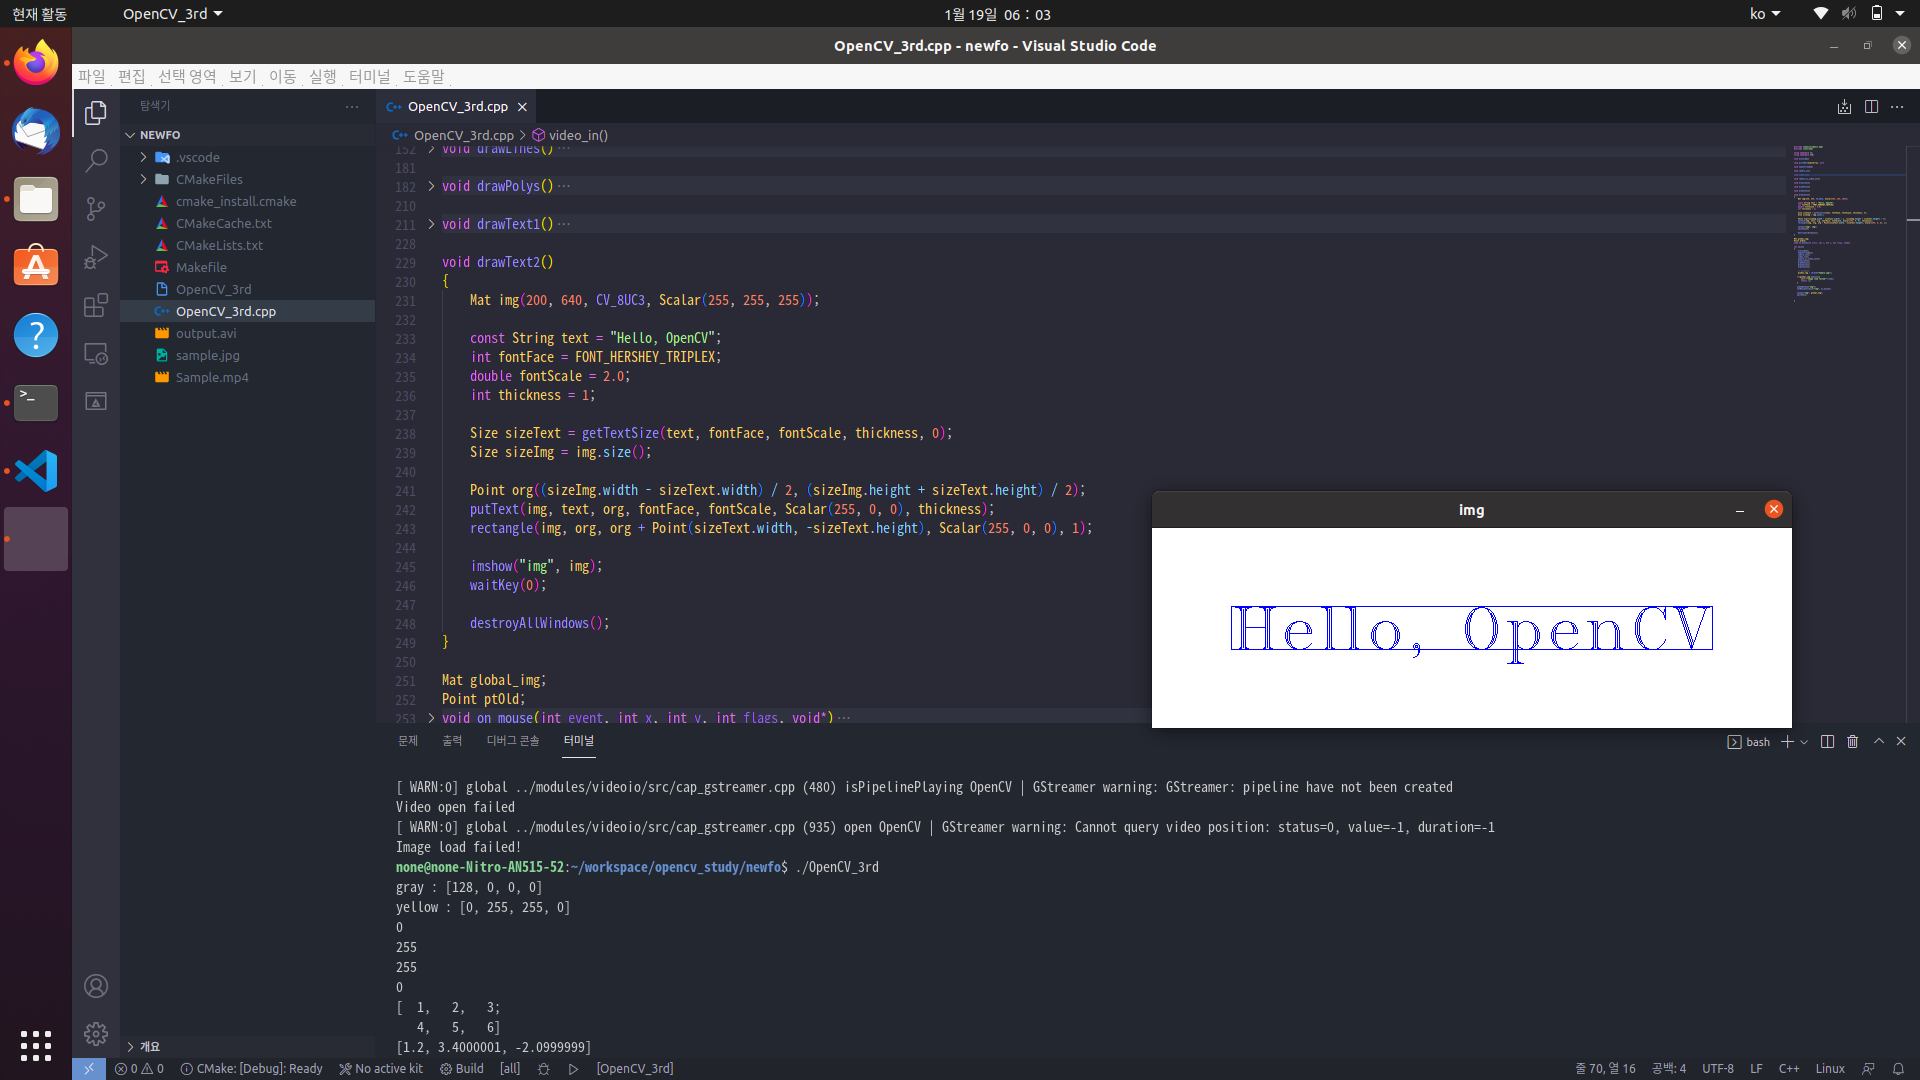 현재 활동
OpenCV_3rd
1월 19일 06 : 03
ko
OpenCV_3rd.cpp - newfo - Visual Studio Code
파일 편집 선택 영역 보기 이동 실행 터미널 도움말
탐색기
OpenCV_3rd.cpp
NEWFO
OpenCV_3rd.cpp > video_in()
.vscode
CMakeFiles
cmake_install.cmake
CMakeCache.txt
CMakeLists.txt
Makefile
OpenCV_3rd
OpenCV_3rd.cpp
output.avi
sample.jpg
Sample.mp4
개요
152 > void drawLines() ···
181
182 > void drawPolys() ···
210
211 > void drawText1() ···
228
229 void drawText2()
230 {
231 Mat img(200, 640, CV_8UC3, Scalar(255, 255, 255));
232
233 const String text = "Hello, OpenCV";
234 int fontFace = FONT_HERSHEY_TRIPLEX;
235 double fontScale = 2.0;
236 int thickness = 1;
237
238 Size sizeText = getTextSize(text, fontFace, fontScale, thickness, 0);
239 Size sizeImg = img.size();
240
241 Point org((sizeImg.width - sizeText.width) / 2, (sizeImg.height + sizeText.height) / 2);
242 putText(img, text, org, fontFace, fontScale, Scalar(255, 0, 0), thickness);
243 rectangle(img, org, org + Point(sizeText.width, -sizeText.height), Scalar(255, 0, 0), 1);
244
245 imshow("img", img);
246 waitKey(0);
247
248 destroyAllWindows();
249 }
250
251 Mat global_img;
252 Point ptOld;
253 > void on_mouse(int event, int x, int y, int flags, void*) ···
img
Hello, OpenCV
문제 출력 디버그 콘솔 터미널
bash
[ WARN:0] global ../modules/videoio/src/cap_gstreamer.cpp (480) isPipelinePlaying OpenCV | GStreamer warning: GStreamer: pipeline have not been created
Video open failed
[ WARN:0] global ../modules/videoio/src/cap_gstreamer.cpp (935) open OpenCV | GStreamer warning: Cannot query video position: status=0, value=-1, duration=-1
Image load failed!
none@none-Nitro-AN515-52:~/workspace/opencv_study/newfo$ ./OpenCV_3rd
gray : [128, 0, 0, 0]
yellow : [0, 255, 255, 0]
0
255
255
0
[ 1, 2, 3;
4, 5, 6]
[1.2, 3.4000001, -2.0999999]
0 0 CMake: [Debug]: Ready No active kit Build [all] [OpenCV_3rd] 줄 70, 열 16 공백: 4 UTF-8 LF C++ Linux